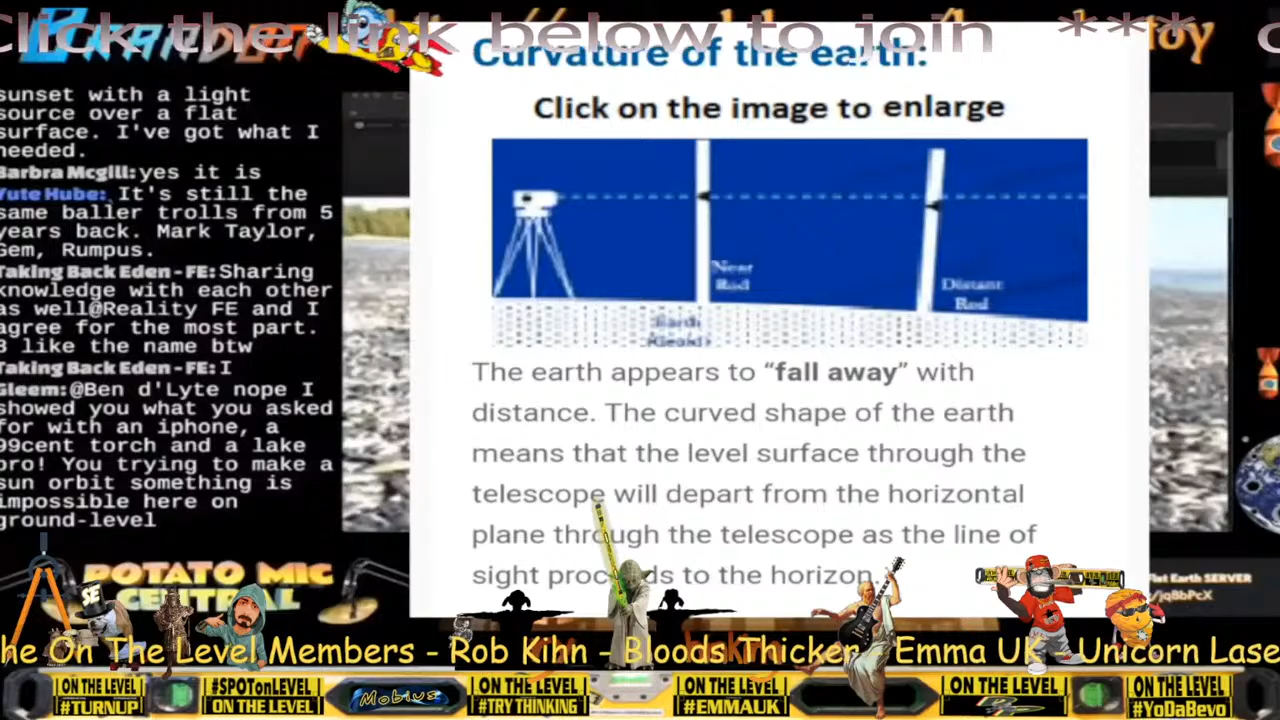 Click the link below to join *** c
Curvature of the earth:
Click on the image to enlarge
Near
Rod
Distant
Rod
Earth
The earth appears to “fall away” with
distance. The curved shape of the earth
means that the level surface through the
telescope will depart from the horizontal
plane through the telescope as the line of
sight proceeds to the horizon.
sunset with a light
source over a flat
surface. I've got what I
needed.
Barbra Mcgill: yes it is
Yute Hube: It's still the
same baller trolls from 5
years back. Mark Taylor,
Gem, Rumpus.
Taking Back Eden - FE: Sharing
knowledge with each other
as well@Reality FE and I
agree for the most part.
like the name btw
Taking Back Eden - FE: I
Gleem: @Ben d'Lyte nope I
showed you what you asked
for with an iphone, a
99cent torch and a lake
bro! You trying to make a
sun orbit something is
impossible here on
ground-level
POTATO MIC
CENTRAL
SE
Flat Earth SERVER
/jqBbPcX
he On The Level Members - Rob Kihn - Bloods Thicker - Emma UK - Unicorn Lase
ON THE LEVEL
#TURNUP
#SPOTonLEVEL
ON THE LEVEL
Mobius
ON THE LEVEL
#TRY THINKING
ON THE LEVEL
#EMMAUK
ON THE LEVEL
ON THE LEVEL
#YoDaBevo